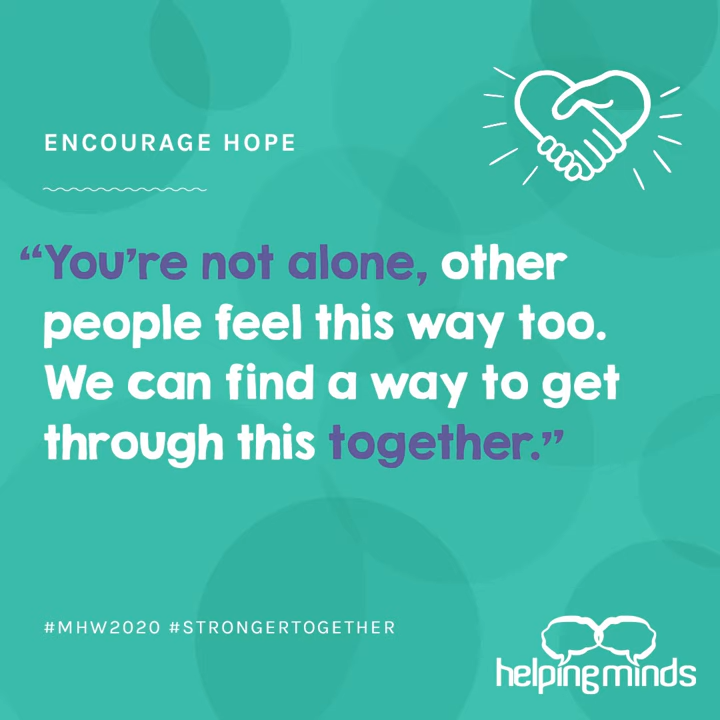 ENCOURAGE HOPE
“You’re not alone, other
people feel this way too.
We can find a way to get
through this together.”
#MHW2020 #STRONGERTOGETHER
helpingminds